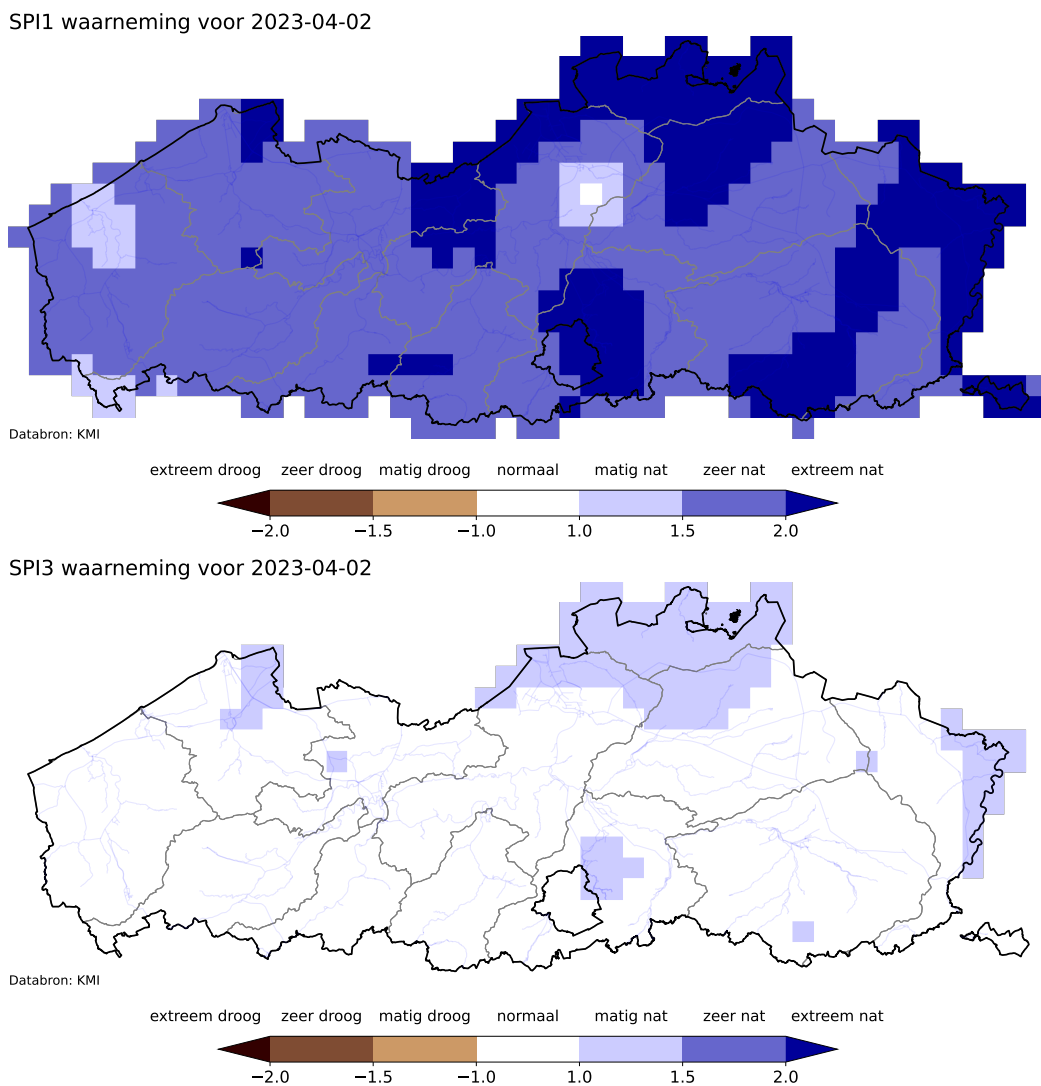 SPI1 waarneming voor 2023-04-02
Databron: KMI
extreem droog zeer droog matig droog normaal matig nat zeer nat extreem nat
−2.0 −1.5 −1.0 1.0 1.5 2.0
SPI3 waarneming voor 2023-04-02
Databron: KMI
extreem droog zeer droog matig droog normaal matig nat zeer nat extreem nat
−2.0 −1.5 −1.0 1.0 1.5 2.0